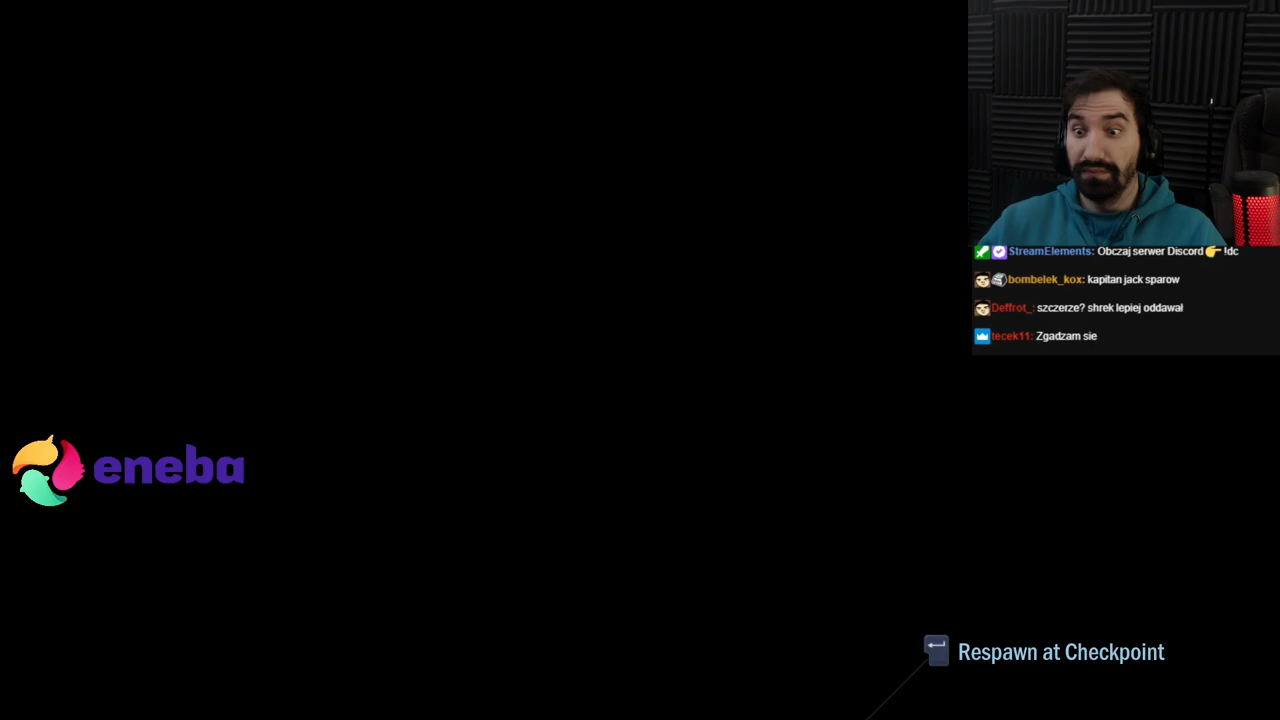 StreamElements: Obczaj serwer Discord 👉 !dc
bombelek_kox: kapitan jack sparow
Deffrot_: szczerze? shrek lepiej oddawał
tecek11: Zgadzam sie
eneba
Respawn at Checkpoint